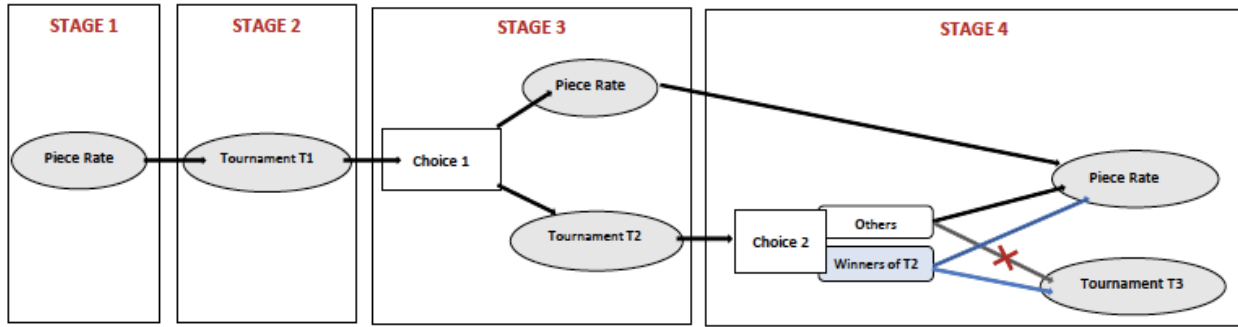 STAGE 1
STAGE 2
STAGE 3
STAGE 4
Piece Rate
Tournament T1
Choice 1
Piece Rate
Tournament T2
Choice 2
Others
Winners of T2
Piece Rate
Tournament T3